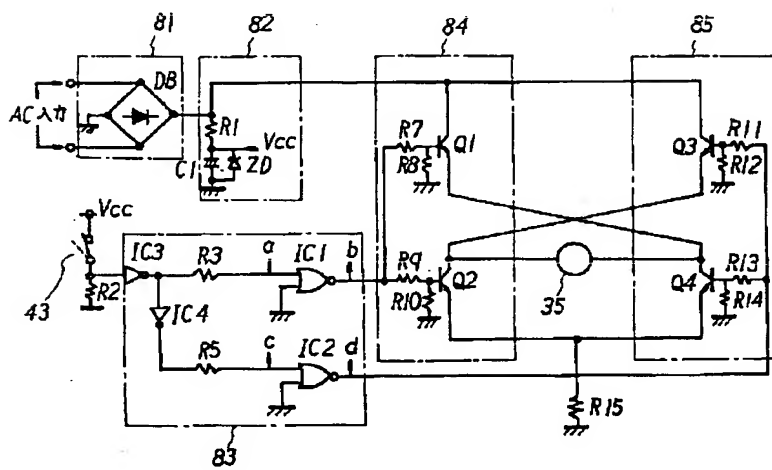 81
82
84
85
DB
AC入力
R1
Vcc
C1
ZD
R7
R8
Q1
Q3
R11
R12
Vcc
43
R2
IC3
R3
a
IC1
b
R9
R10
Q2
35
Q4
R13
R14
IC4
R5
c
IC2
d
R15
83